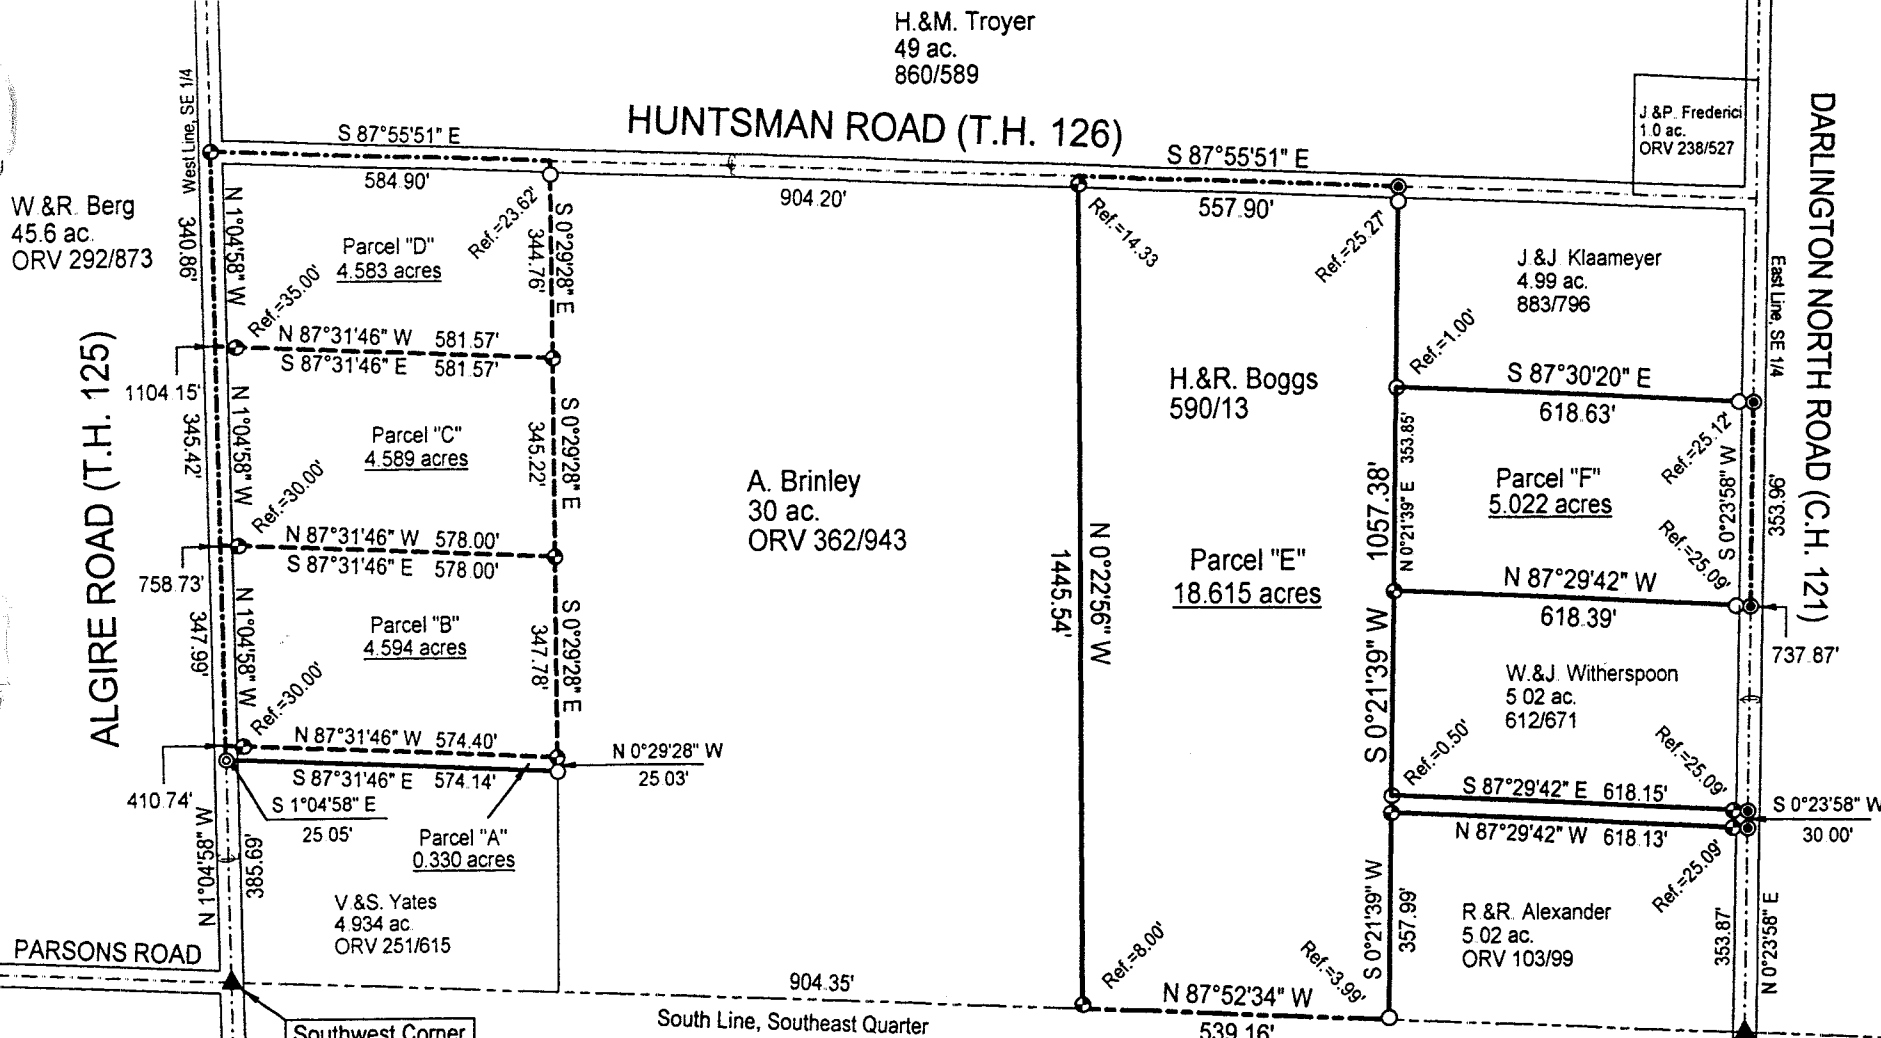 H.&M. Troyer
49 ac.
860/589
HUNTSMAN ROAD (T.H. 126)
S 87°55'51" E
584.90'
904.20'
S 87°55'51" E
557.90'
J.&P. Frederici
1.0 ac.
ORV 238/527
DARLINGTON NORTH ROAD (C.H. 121)
East Line, SE 1/4
West Line, SE 1/4
W.&R. Berg
45.6 ac.
ORV 292/873
ALGIRE ROAD (T.H. 125)
340.86'
N 1°04'58" W
Parcel "D"
4.583 acres
Ref.=23.62'
S 0°29'28" E
344.76'
Ref.=35.00'
N 87°31'46" W 581.57'
S 87°31'46" E 581.57'
1104.15'
345.42'
N 1°04'58" W
Parcel "C"
4.589 acres
S 0°29'28" E
345.22'
Ref.=30.00'
N 87°31'46" W 578.00'
S 87°31'46" E 578.00'
758.73'
347.99'
N 1°04'58" W
Parcel "B"
4.594 acres
S 0°29'28" E
347.78'
Ref.=30.00'
N 87°31'46" W 574.40'
S 87°31'46" E 574.14'
N 0°29'28" W
25.03'
410.74'
S 1°04'58" E
25.05'
Parcel "A"
0.330 acres
N 1°04'58" W
385.69'
V.&S. Yates
4.934 ac.
ORV 251/615
PARSONS ROAD
Southwest Corner
A. Brinley
30 ac.
ORV 362/943
904.35'
South Line, Southeast Quarter
Ref.=14.33
N 0°22'56" W
1445.54'
Ref.=8.00'
H.&R. Boggs
590/13
Parcel "E"
18.615 acres
Ref.=25.27'
Ref.=1.00'
1057.38'
S 0°21'39" W
N 0°21'39" E 353.85'
J.&J. Klaameyer
4.99 ac.
883/796
S 87°30'20" E
618.63'
Ref.=25.12'
Parcel "F"
5.022 acres
S 0°23'58" W
353.96'
Ref.=25.09'
N 87°29'42" W
618.39'
737.87'
W.&J. Witherspoon
5.02 ac.
612/671
Ref.=0.50'
Ref.=25.09'
S 87°29'42" E 618.15'
N 87°29'42" W 618.13'
S 0°23'58" W
30.00'
Ref.=25.09'
S 0°21'39" W
357.99'
R.&R. Alexander
5.02 ac.
ORV 103/99
353.87'
N 0°23'58" E
Ref.=3.99'
N 87°52'34" W
539.16'